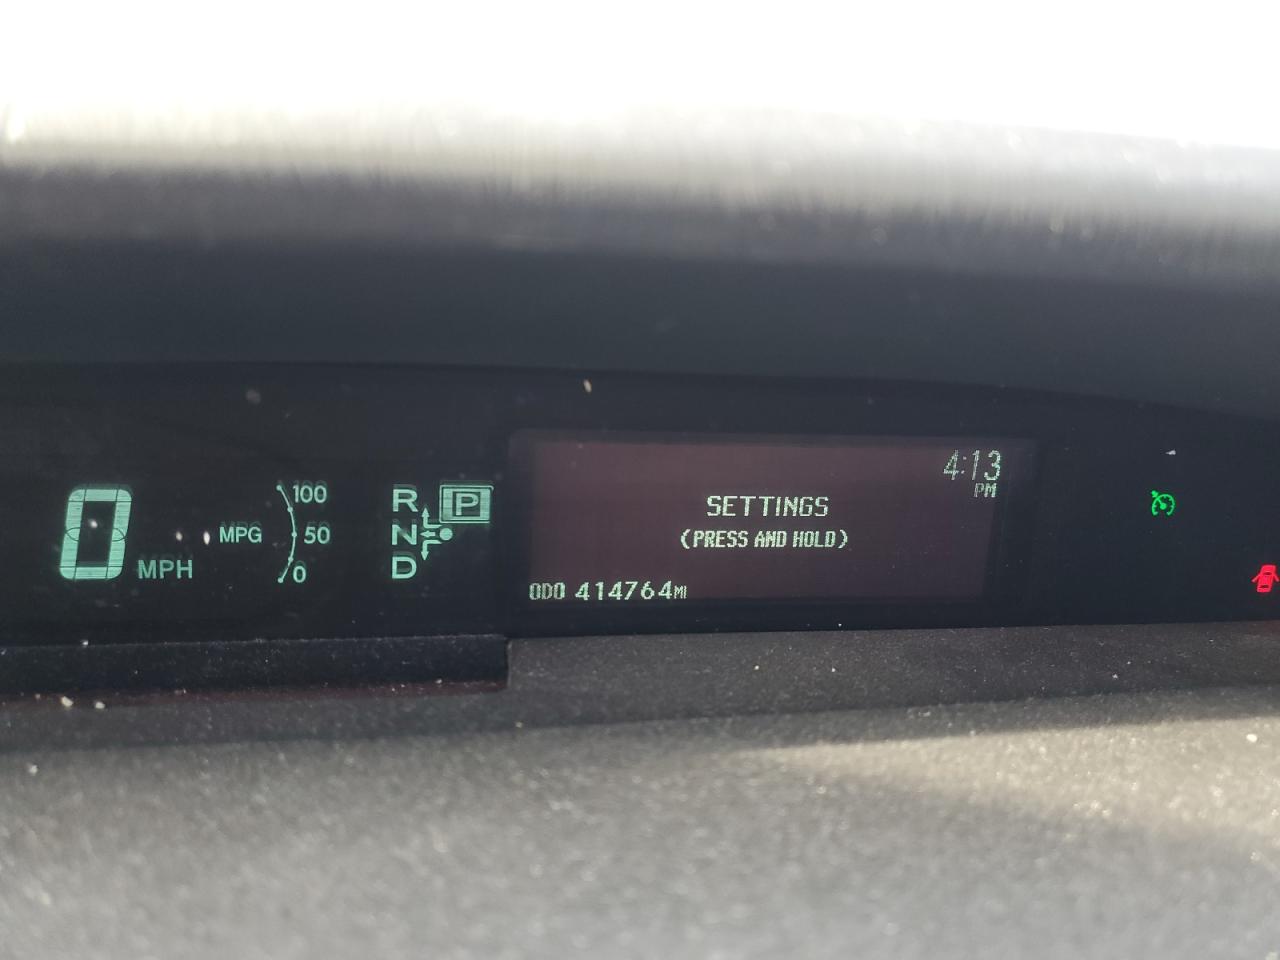 0 MPH
MPG
100
50
0
R
N
D
P
4:13
PM
SETTINGS
(PRESS AND HOLD)
ODO 414764MI